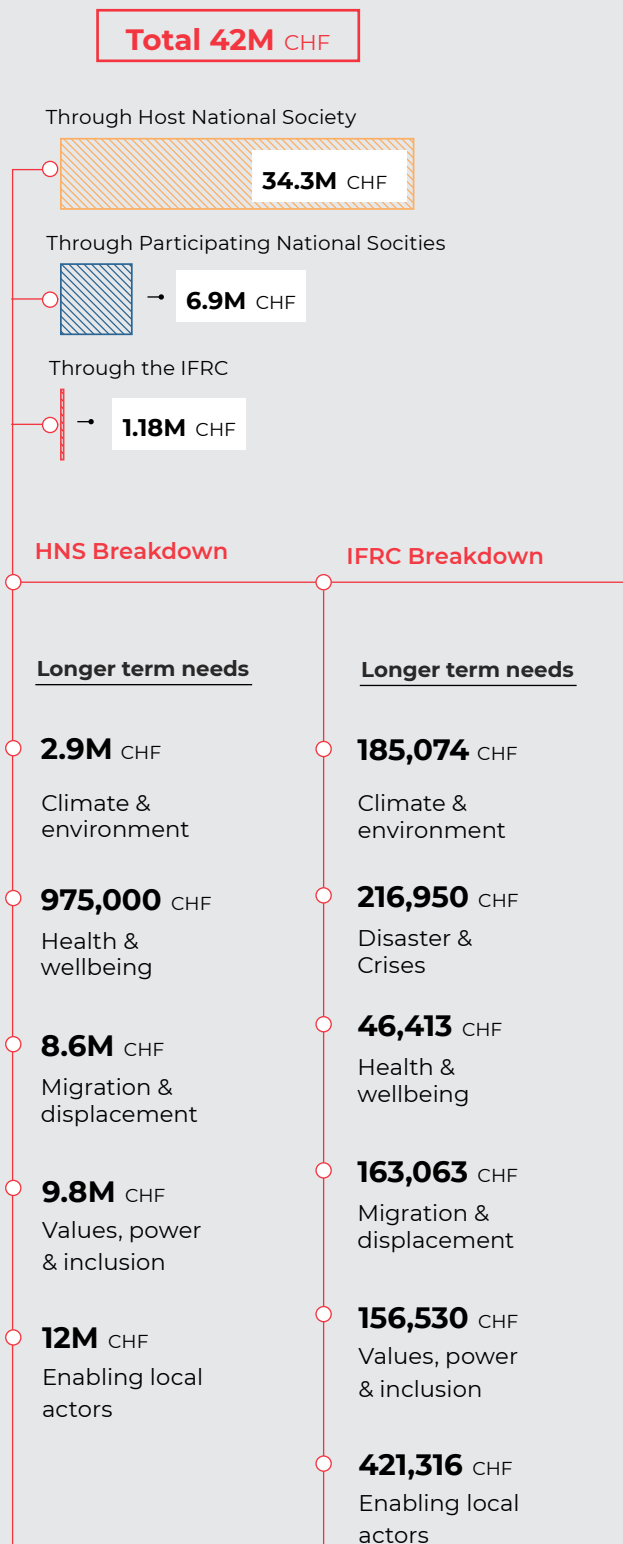 Total 42M CHF
Through Host National Society
34.3M CHF
Through Participating National Socities
6.9M CHF
Through the IFRC
1.18M CHF
HNS Breakdown
Longer term needs
2.9M CHF
Climate &
environment
975,000 CHF
Health &
wellbeing
8.6M CHF
Migration &
displacement
9.8M CHF
Values, power
& inclusion
12M CHF
Enabling local
actors
IFRC Breakdown
Longer term needs
185,074 CHF
Climate &
environment
216,950 CHF
Disaster &
Crises
46,413 CHF
Health &
wellbeing
163,063 CHF
Migration &
displacement
156,530 CHF
Values, power
& inclusion
421,316 CHF
Enabling local
actors